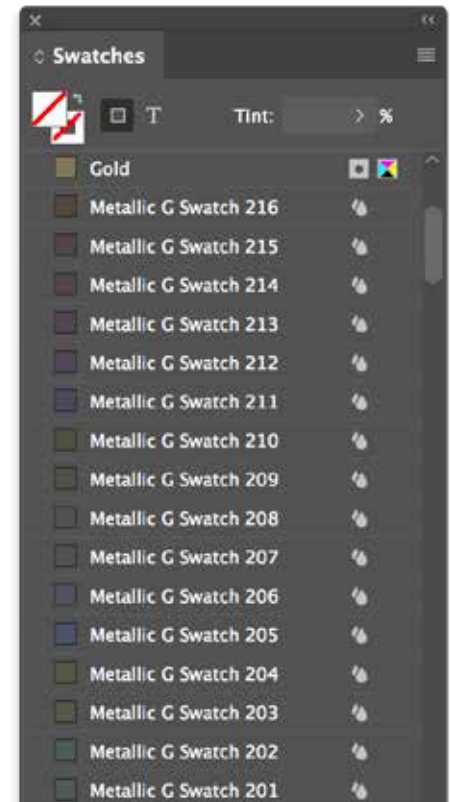 Swatches
T Tint: %
Gold
Metallic G Swatch 216
Metallic G Swatch 215
Metallic G Swatch 214
Metallic G Swatch 213
Metallic G Swatch 212
Metallic G Swatch 211
Metallic G Swatch 210
Metallic G Swatch 209
Metallic G Swatch 208
Metallic G Swatch 207
Metallic G Swatch 206
Metallic G Swatch 205
Metallic G Swatch 204
Metallic G Swatch 203
Metallic G Swatch 202
Metallic G Swatch 201